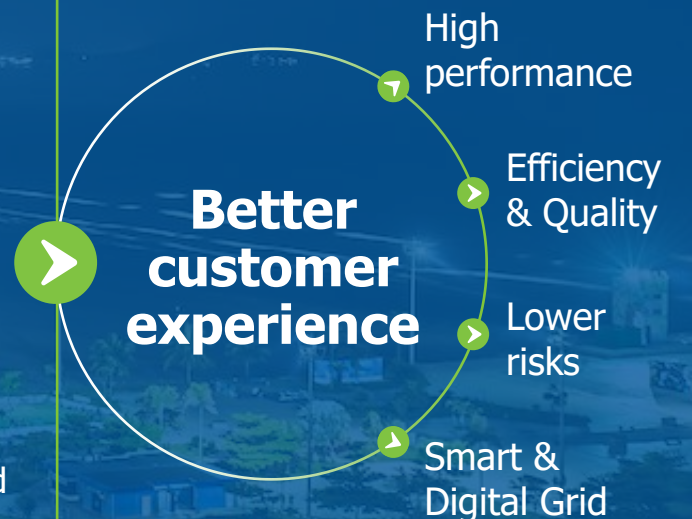 High
performance
Efficiency
& Quality
Better
customer
experience
Lower
risks
Smart &
Digital Grid